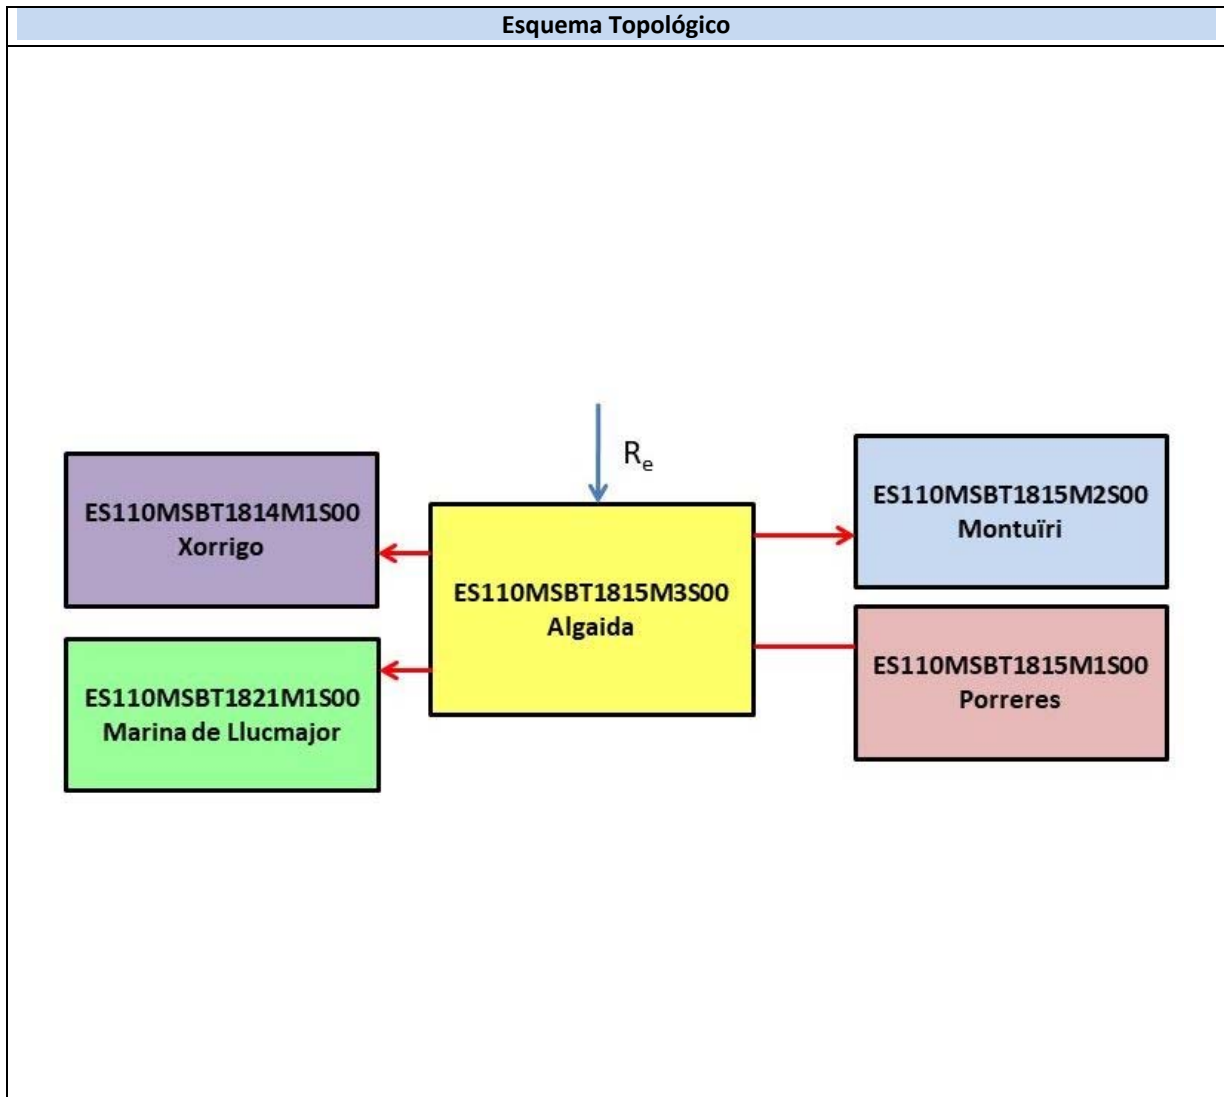 Esquema Topológico
Re
ES110MSBT1814M1S00
Xorrigo
ES110MSBT1821M1S00
Marina de Llucmajor
ES110MSBT1815M3S00
Algaida
ES110MSBT1815M2S00
Montuïri
ES110MSBT1815M1S00
Porreres